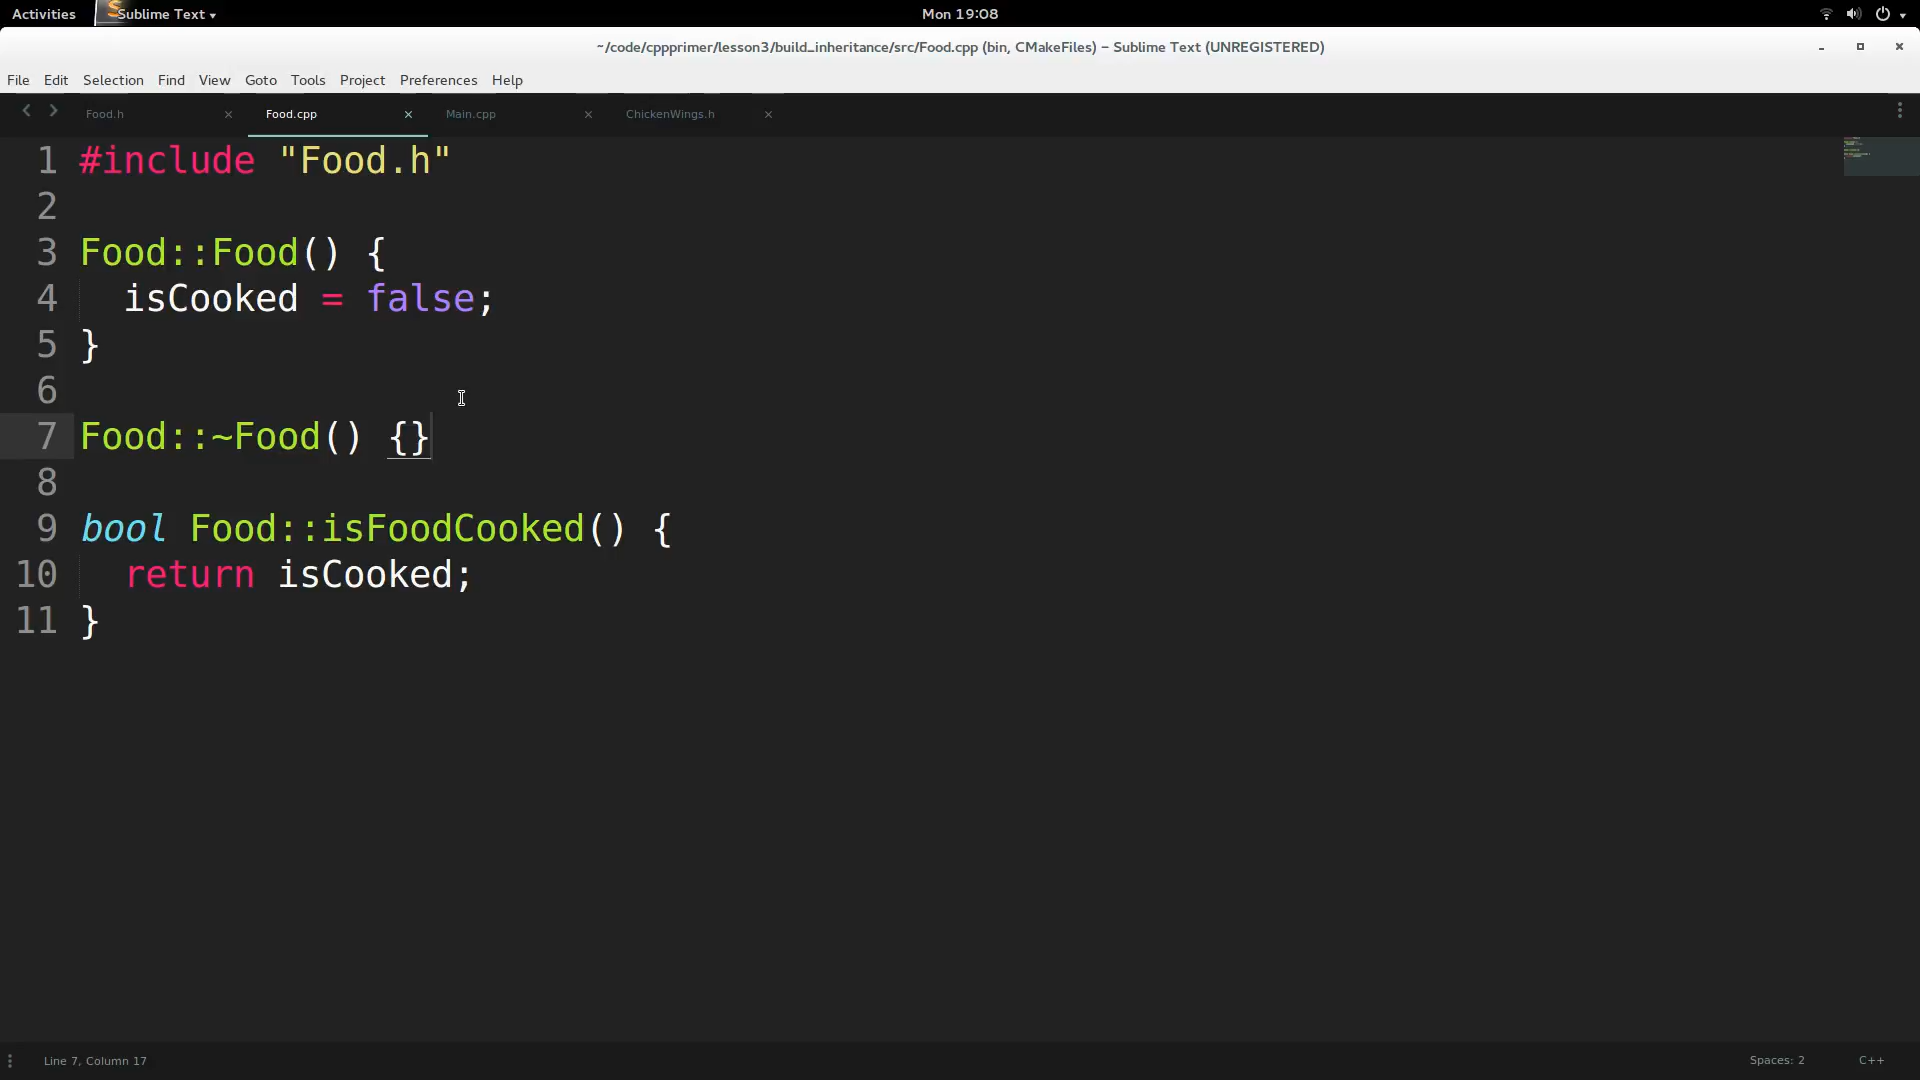 Activities Sublime Text Mon 19:08
~/code/cppprimer/lesson3/build_inheritance/src/Food.cpp (bin, CMakeFiles) – Sublime Text (UNREGISTERED)
File Edit Selection Find View Goto Tools Project Preferences Help
Food.h Food.cpp Main.cpp ChickenWings.h
1 #include "Food.h"
2
3 Food::Food() {
4 isCooked = false;
5 }
6
7 Food::~Food() {}
8
9 bool Food::isFoodCooked() {
10 return isCooked;
11 }
Line 7, Column 17 Spaces: 2 C++